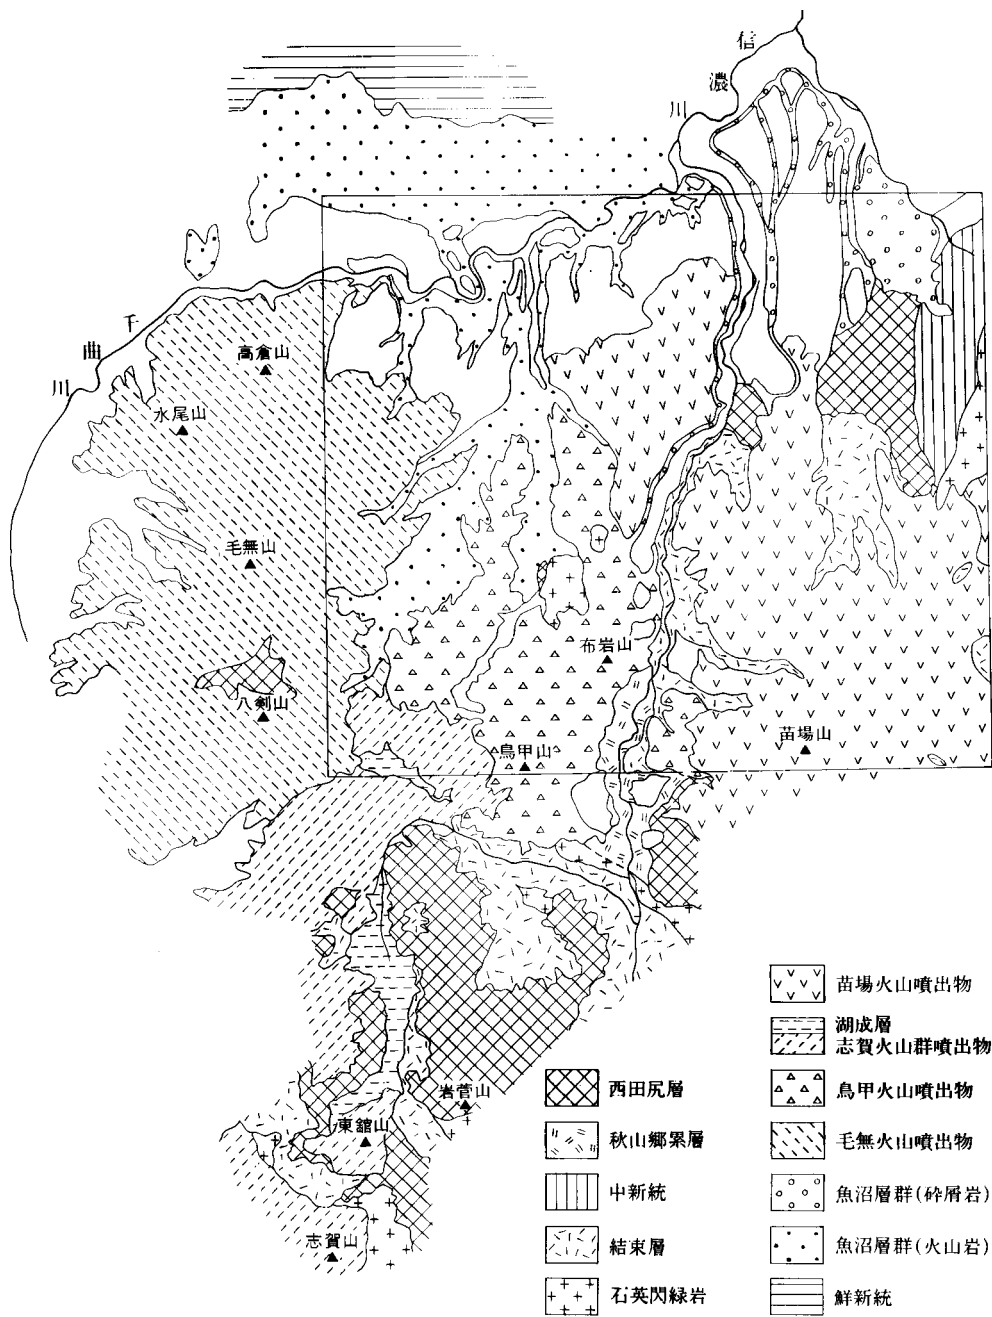 信
濃
川
千
曲
川
高倉山
水尾山
毛無山
八剣山
布岩山
鳥甲山
苗場山
岩菅山
東舘山
志賀山
苗場火山噴出物
湖成層
志賀火山群噴出物
西田尻層
鳥甲火山噴出物
秋山郷累層
毛無火山噴出物
中新統
魚沼層群(砕屑岩)
結束層
魚沼層群(火山岩)
石英閃緑岩
鮮新統